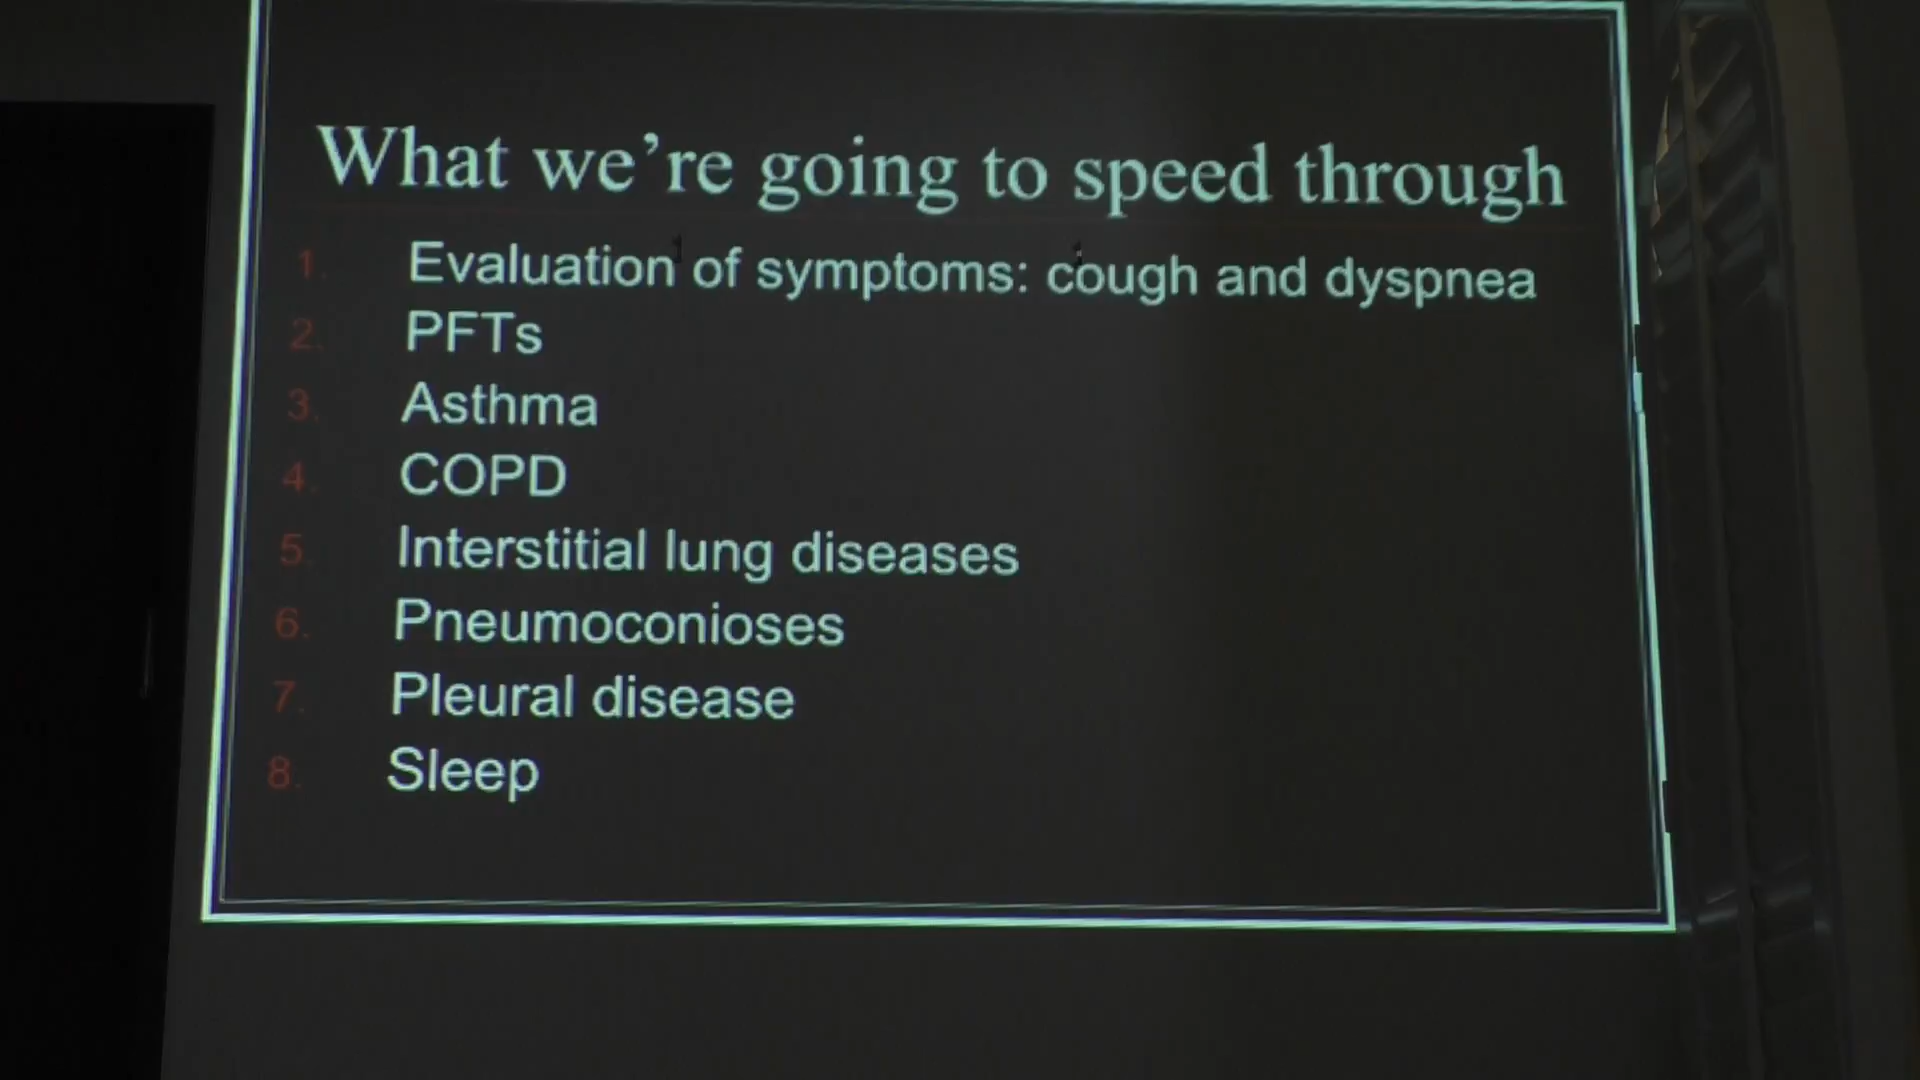 What we're going to speed through
1. Evaluation of symptoms: cough and dyspnea
2. PFTs
3. Asthma
4. COPD
5. Interstitial lung diseases
6. Pneumoconioses
7. Pleural disease
8. Sleep